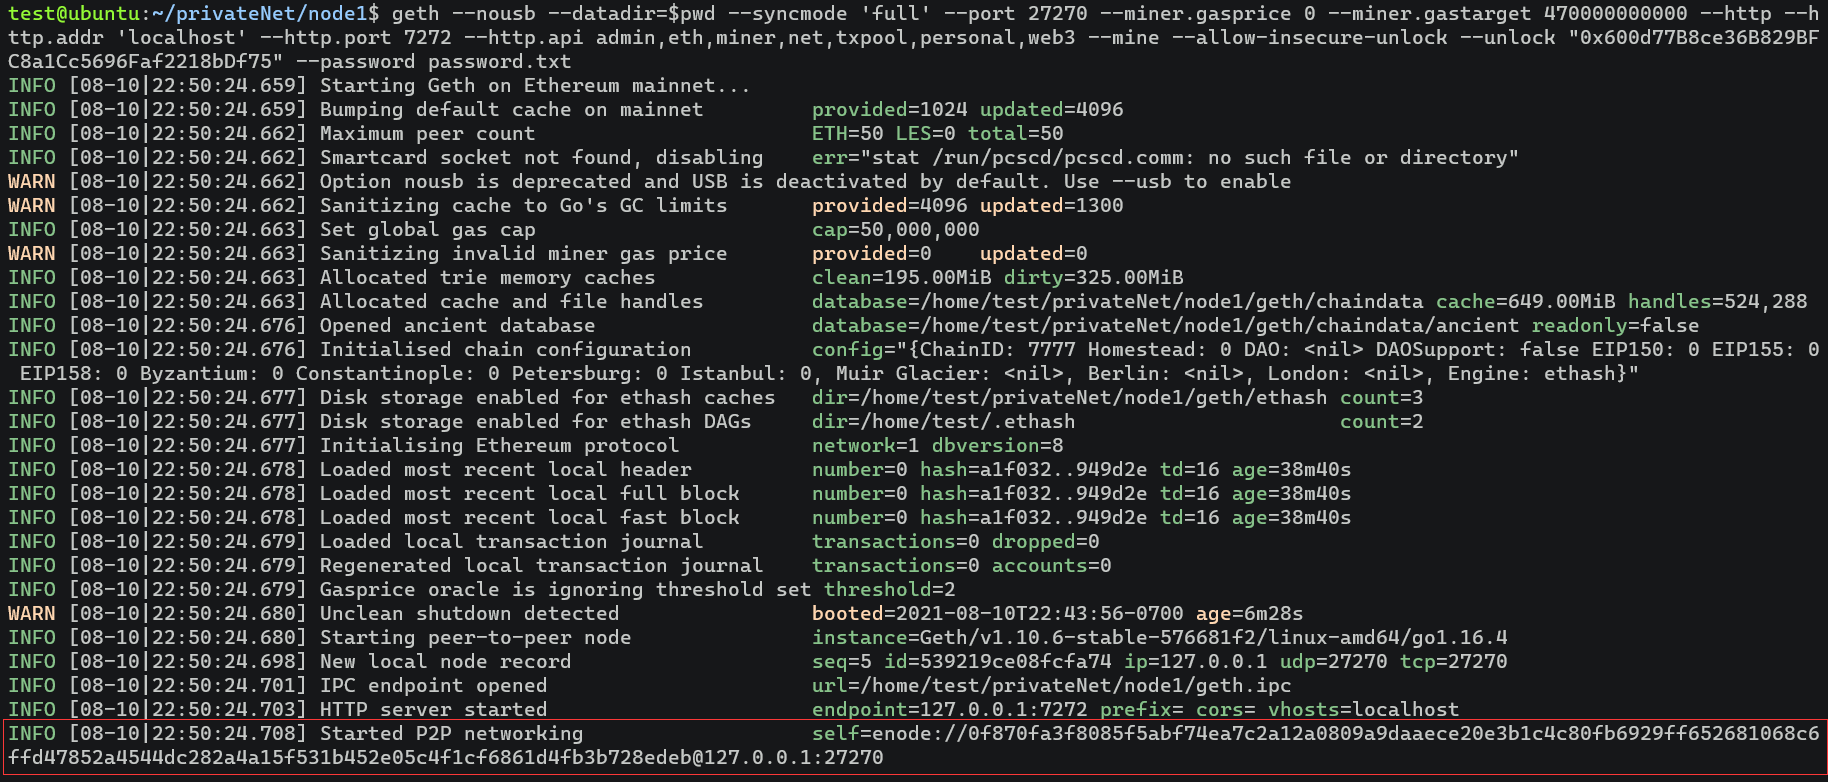 test@ubuntu:~/privateNet/node1$ geth --nousb --datadir=$pwd --syncmode 'full' --port 27270 --miner.gasprice 0 --miner.gastarget 470000000000 --http --h
ttp.addr 'localhost' --http.port 7272 --http.api admin,eth,miner,net,txpool,personal,web3 --mine --allow-insecure-unlock --unlock "0x600d77B8ce36B829BF
C8a1Cc5696Faf2218bDf75" --password password.txt
INFO [08-10|22:50:24.659] Starting Geth on Ethereum mainnet...
INFO [08-10|22:50:24.659] Bumping default cache on mainnet         provided=1024 updated=4096
INFO [08-10|22:50:24.662] Maximum peer count                       ETH=50 LES=0 total=50
INFO [08-10|22:50:24.662] Smartcard socket not found, disabling    err="stat /run/pcscd/pcscd.comm: no such file or directory"
WARN [08-10|22:50:24.662] Option nousb is deprecated and USB is deactivated by default. Use --usb to enable
WARN [08-10|22:50:24.662] Sanitizing cache to Go's GC limits       provided=4096 updated=1300
INFO [08-10|22:50:24.663] Set global gas cap                       cap=50,000,000
WARN [08-10|22:50:24.663] Sanitizing invalid miner gas price       provided=0    updated=0
INFO [08-10|22:50:24.663] Allocated trie memory caches             clean=195.00MiB dirty=325.00MiB
INFO [08-10|22:50:24.663] Allocated cache and file handles         database=/home/test/privateNet/node1/geth/chaindata cache=649.00MiB handles=524,288
INFO [08-10|22:50:24.676] Opened ancient database                  database=/home/test/privateNet/node1/geth/chaindata/ancient readonly=false
INFO [08-10|22:50:24.676] Initialised chain configuration          config="{ChainID: 7777 Homestead: 0 DAO: <nil> DAOSupport: false EIP150: 0 EIP155: 0
 EIP158: 0 Byzantium: 0 Constantinople: 0 Petersburg: 0 Istanbul: 0, Muir Glacier: <nil>, Berlin: <nil>, London: <nil>, Engine: ethash}"
INFO [08-10|22:50:24.677] Disk storage enabled for ethash caches   dir=/home/test/privateNet/node1/geth/ethash count=3
INFO [08-10|22:50:24.677] Disk storage enabled for ethash DAGs     dir=/home/test/.ethash                      count=2
INFO [08-10|22:50:24.677] Initialising Ethereum protocol           network=1 dbversion=8
INFO [08-10|22:50:24.678] Loaded most recent local header          number=0 hash=a1f032..949d2e td=16 age=38m40s
INFO [08-10|22:50:24.678] Loaded most recent local full block      number=0 hash=a1f032..949d2e td=16 age=38m40s
INFO [08-10|22:50:24.678] Loaded most recent local fast block      number=0 hash=a1f032..949d2e td=16 age=38m40s
INFO [08-10|22:50:24.679] Loaded local transaction journal         transactions=0 dropped=0
INFO [08-10|22:50:24.679] Regenerated local transaction journal    transactions=0 accounts=0
INFO [08-10|22:50:24.679] Gasprice oracle is ignoring threshold set threshold=2
WARN [08-10|22:50:24.680] Unclean shutdown detected                booted=2021-08-10T22:43:56-0700 age=6m28s
INFO [08-10|22:50:24.680] Starting peer-to-peer node               instance=Geth/v1.10.6-stable-576681f2/linux-amd64/go1.16.4
INFO [08-10|22:50:24.698] New local node record                    seq=5 id=539219ce08fcfa74 ip=127.0.0.1 udp=27270 tcp=27270
INFO [08-10|22:50:24.701] IPC endpoint opened                      url=/home/test/privateNet/node1/geth.ipc
INFO [08-10|22:50:24.703] HTTP server started                      endpoint=127.0.0.1:7272 prefix= cors= vhosts=localhost
INFO [08-10|22:50:24.708] Started P2P networking                   self=enode://0f870fa3f8085f5abf74ea7c2a12a0809a9daaece20e3b1c4c80fb6929ff652681068c6
ffd47852a4544dc282a4a15f531b452e05c4f1cf6861d4fb3b728edeb@127.0.0.1:27270